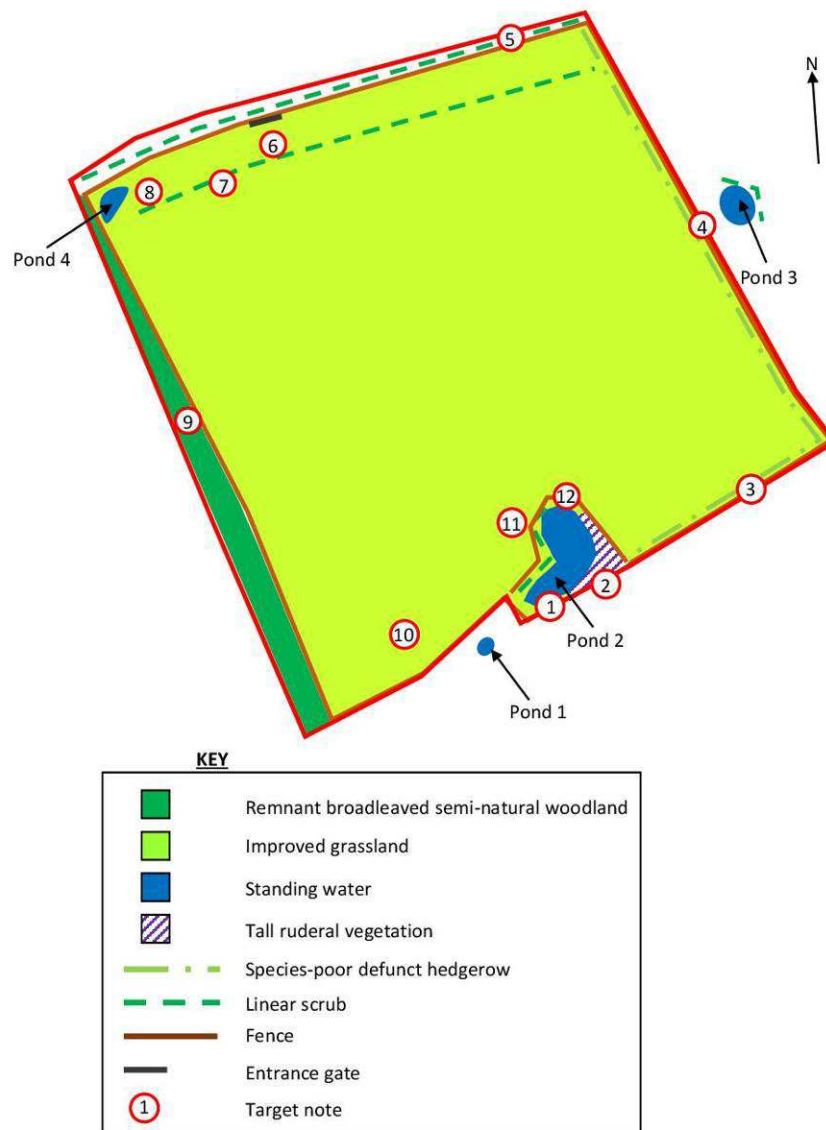 5
N
6
7
8
4
Pond 4
Pond 3
9
3
12
11
2
1
10
Pond 2
Pond 1
KEY
Remnant broadleaved semi-natural woodland
Improved grassland
Standing water
Tall ruderal vegetation
Species-poor defunct hedgerow
Linear scrub
Fence
Entrance gate
1 Target note